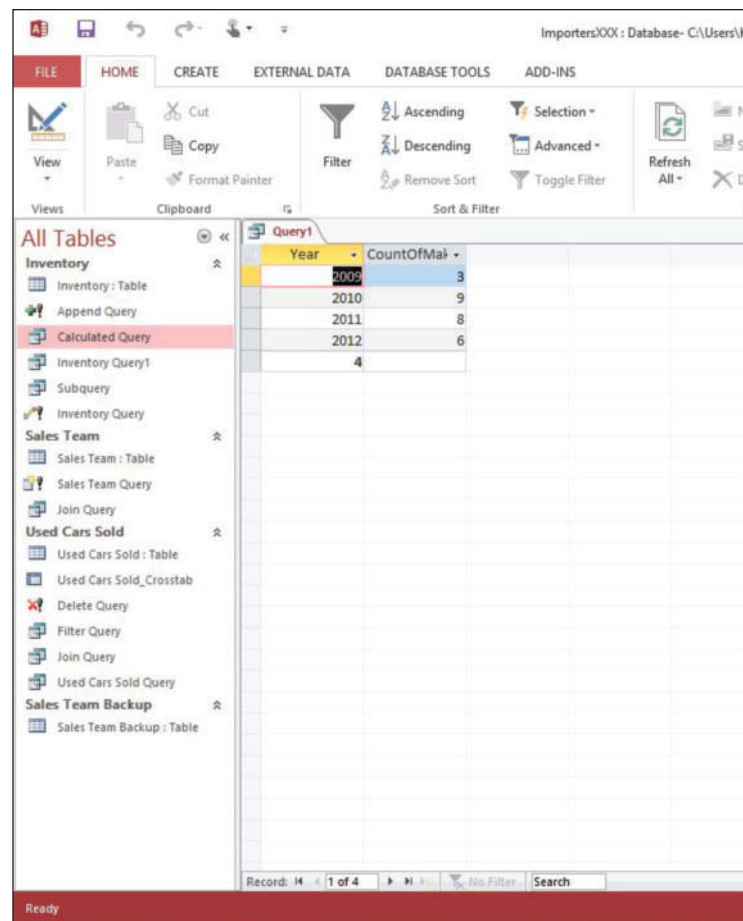 ImportersXXX : Database- C:\Users\
FILE HOME CREATE EXTERNAL DATA DATABASE TOOLS ADD-INS
View
Paste
Cut
Copy
Format Painter
Filter
Ascending
Descending
Remove Sort
Selection
Advanced
Toggle Filter
Refresh
All
Views Clipboard Sort & Filter
All Tables
Inventory
Inventory : Table
Append Query
Calculated Query
Inventory Query1
Subquery
Inventory Query
Sales Team
Sales Team : Table
Sales Team Query
Join Query
Used Cars Sold
Used Cars Sold : Table
Used Cars Sold_Crosstab
Delete Query
Filter Query
Join Query
Used Cars Sold Query
Sales Team Backup
Sales Team Backup : Table
Query1
Year CountOfMak
2009 3
2010 9
2011 8
2012 6
4
Record: 1 of 4 No Filter Search
Ready